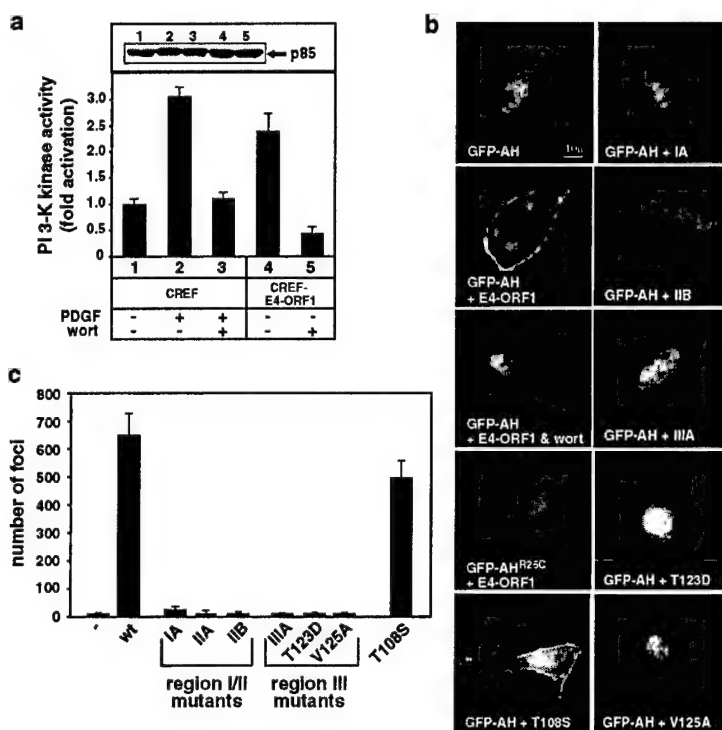 a
1 2 3 4 5
p85
PI 3-K kinase activity
(fold activation)
3.0
2.5
2.0
1.5
1.0
0.5
0
1 2 3 4 5
CREF
CREF-
E4-ORF1
PDGF - + + - -
wort - - + - +
b
GFP-AH
10μ
GFP-AH + IA
GFP-AH
+ E4-ORF1
GFP-AH + IIB
GFP-AH
+ E4-ORF1 & wort
GFP-AH + IIIA
GFP-AHR25C
+ E4-ORF1
GFP-AH + T123D
GFP-AH + T108S
GFP-AH + V125A
c
number of foci
800
700
600
500
400
300
200
100
0
-
wt
IA
IIA
IIB
IIIA
T123D
V125A
T108S
region I/II
mutants
region III
mutants